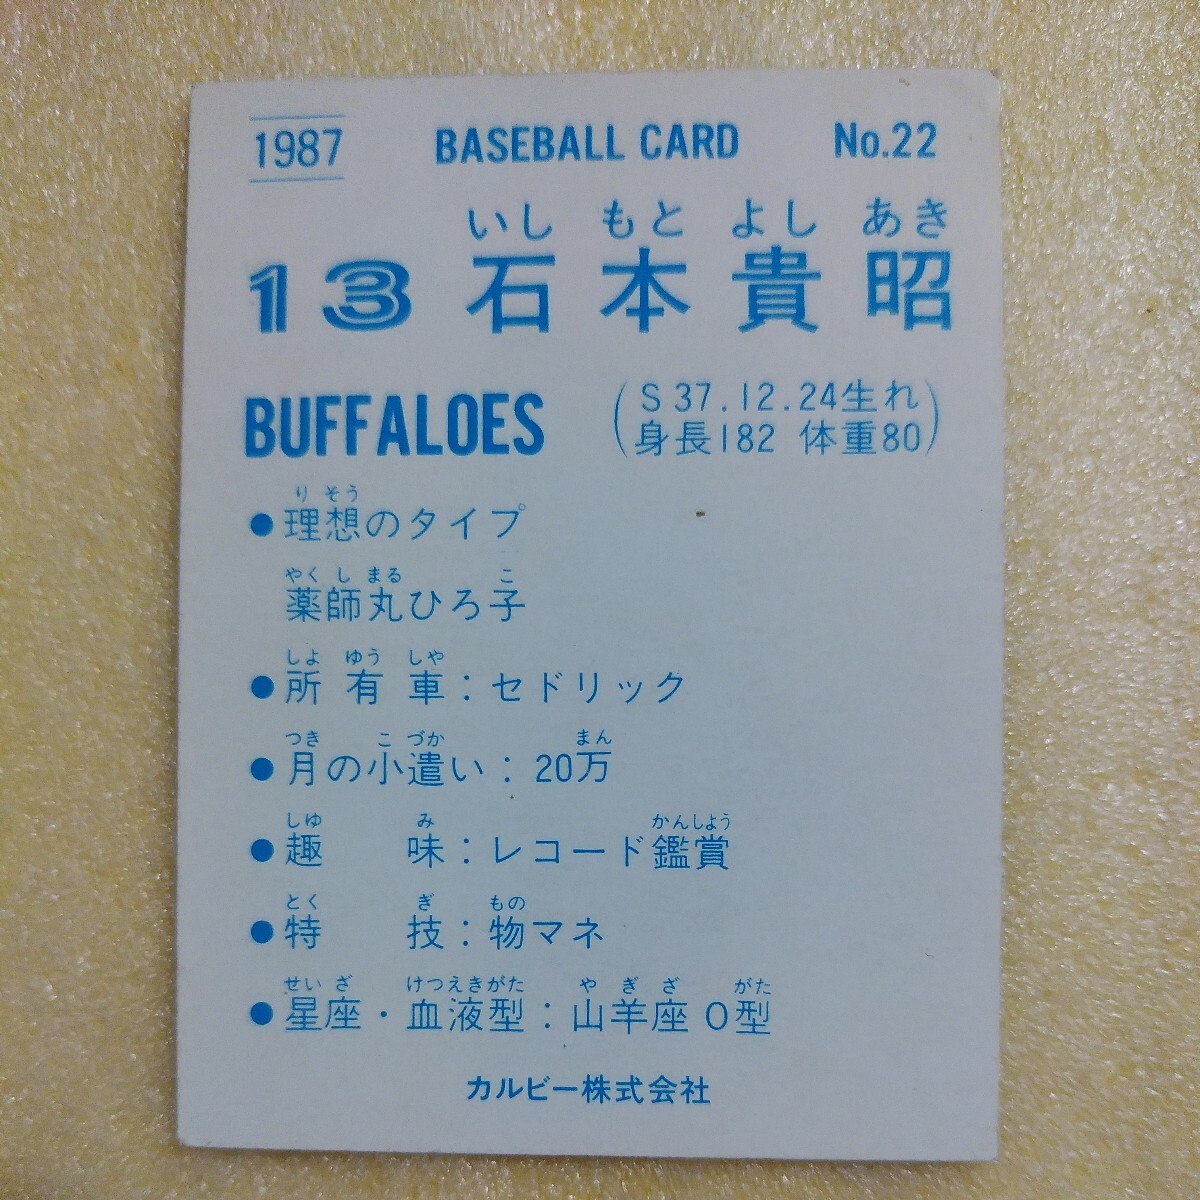 1987 BASEBALL CARD No.22
いし もと よし あき
13 石本貴昭
BUFFALOES
(S37.12.24生れ
身長182 体重80)
りそう
●理想のタイプ
やくしまる こ
薬師丸ひろ子
しよ ゆう しや
●所有車：セドリック
つき こづか まん
●月の小遣い：20万
しゆ み かんしよう
●趣味：レコード鑑賞
とく ぎ もの
●特技：物マネ
せいざ けつえきがた やぎざ がた
●星座・血液型：山羊座 O型
カルビー株式会社